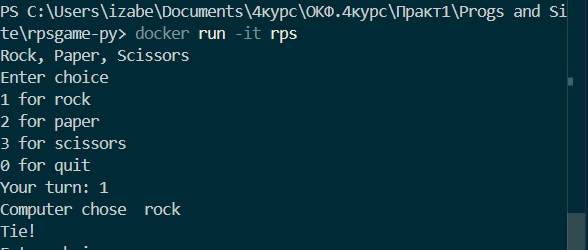 PS C:\Users\izabe\Documents\4курс\ОКФ.4курс\Практ1\Progs and Si
te\rpsgame-py> docker run -it rps
Rock, Paper, Scissors
Enter choice
1 for rock
2 for paper
3 for scissors
0 for quit
Your turn: 1
Computer chose  rock
Tie!